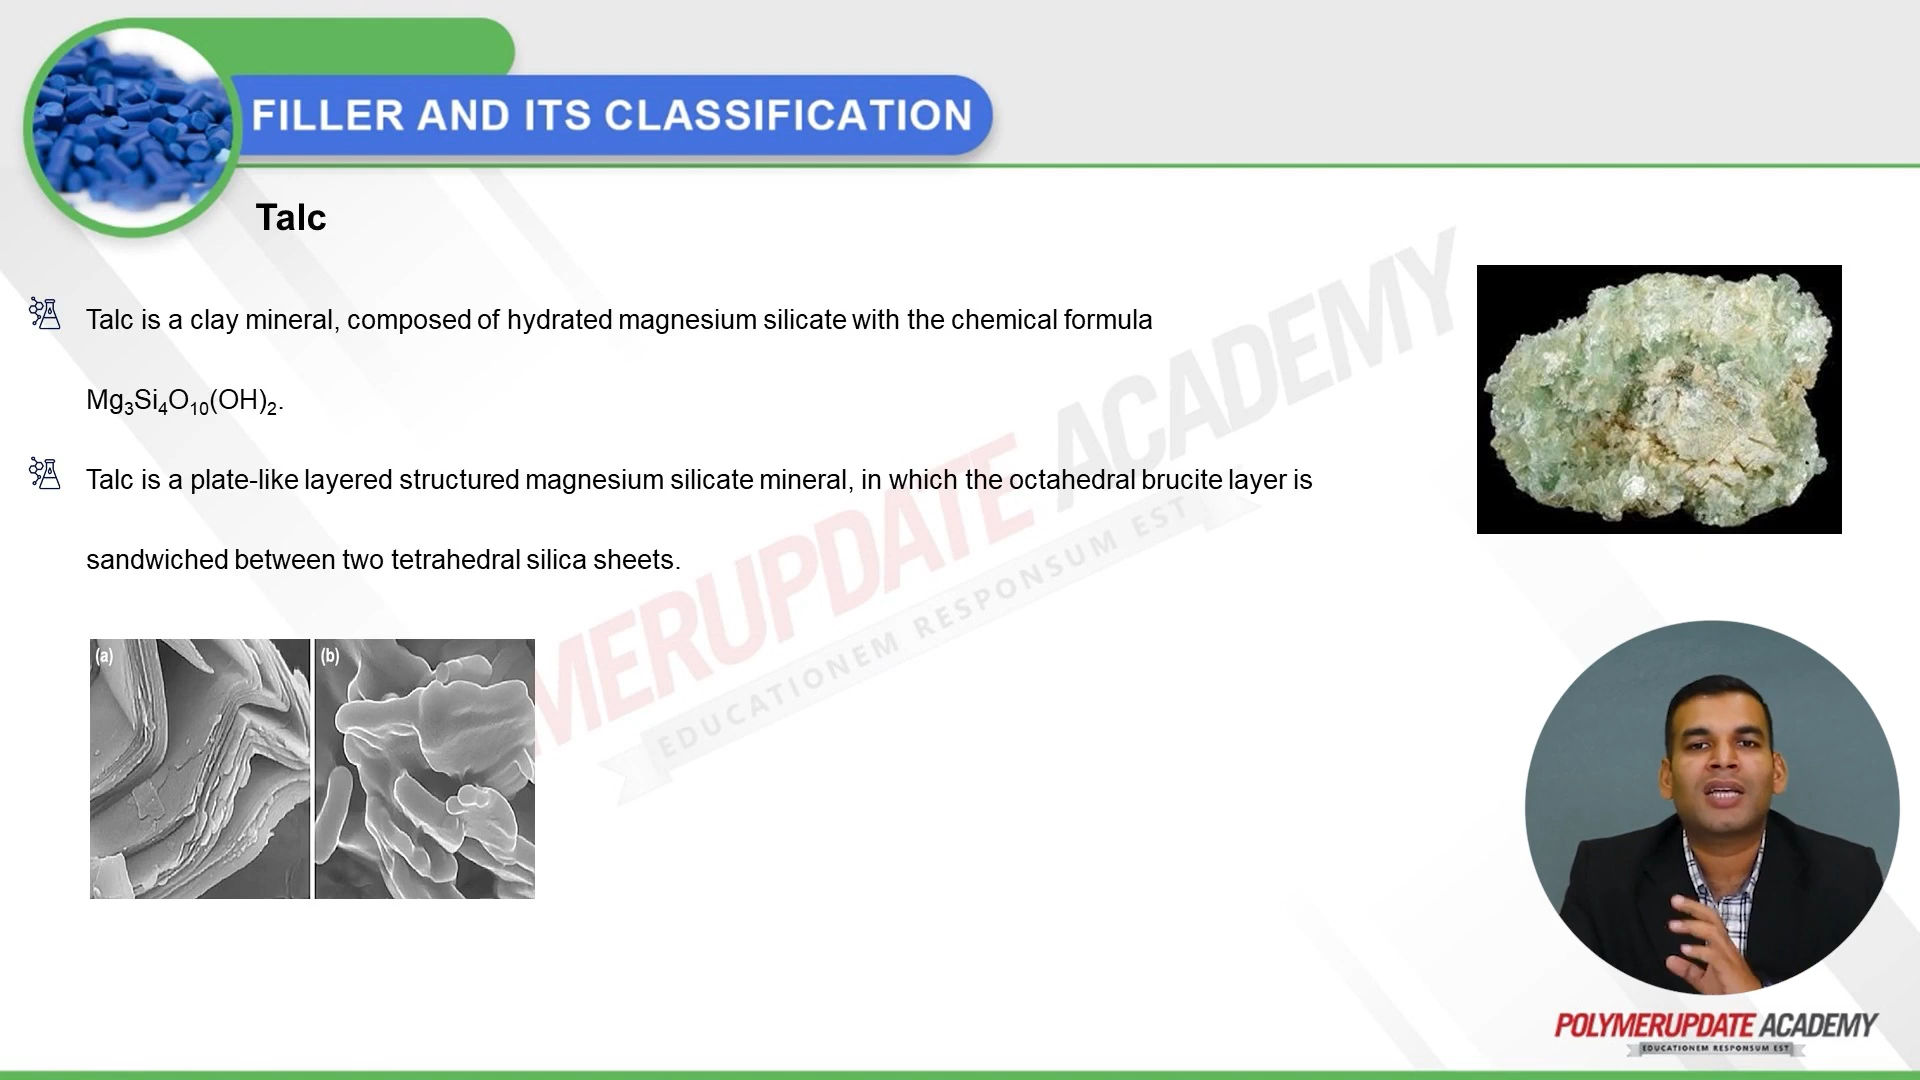 FILLER AND ITS CLASSIFICATION
Talc
Talc is a clay mineral, composed of hydrated magnesium silicate with the chemical formula
Mg₃Si₄O₁₀(OH)₂.
Talc is a plate-like layered structured magnesium silicate mineral, in which the octahedral brucite layer is
sandwiched between two tetrahedral silica sheets.
(a)
(b)
MERUPDATE ACADEMY
EDUCATIONEM RESPONSUM EST
POLYMERUPDATE ACADEMY
EDUCATIONEM RESPONSUM EST